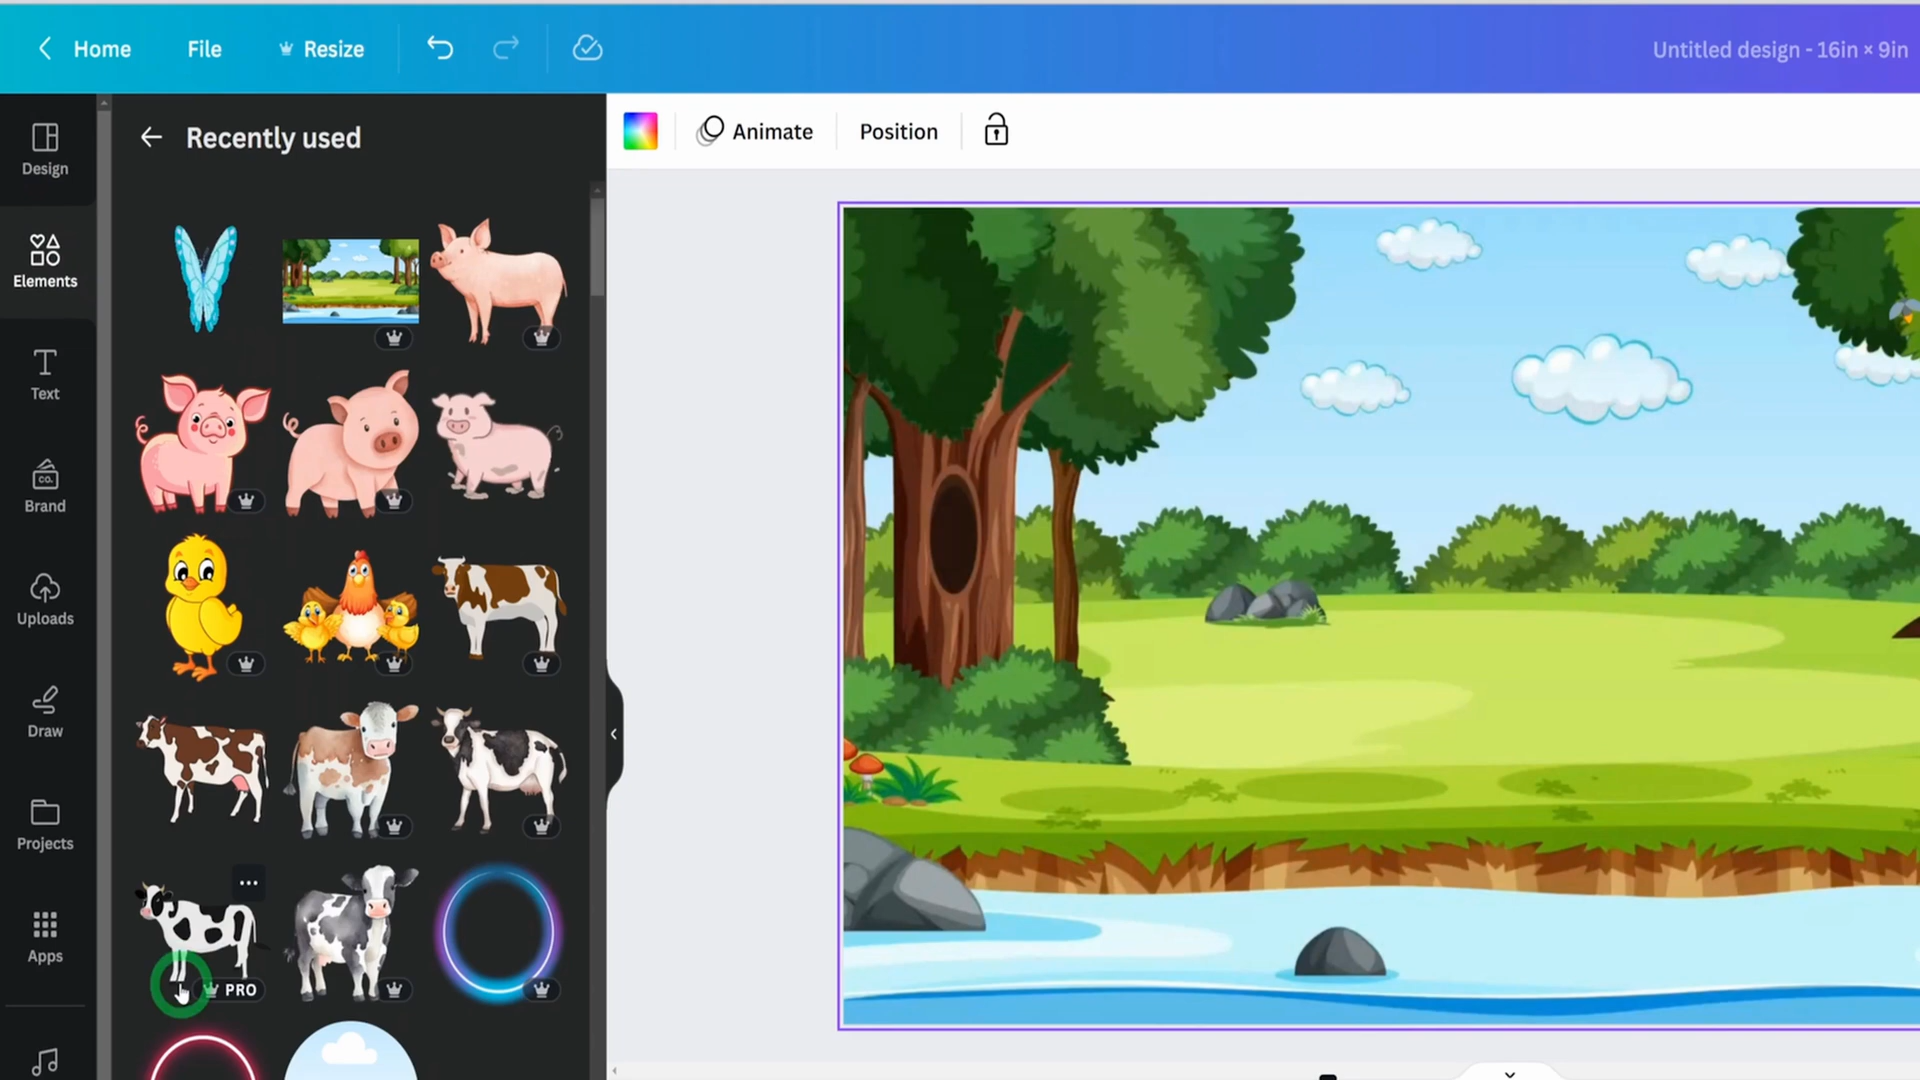 Home
File
Resize
Untitled design - 16in × 9in
Design
Elements
Text
Brand
CO.
Uploads
Draw
Projects
Apps
Recently used
PRO
Animate
Position